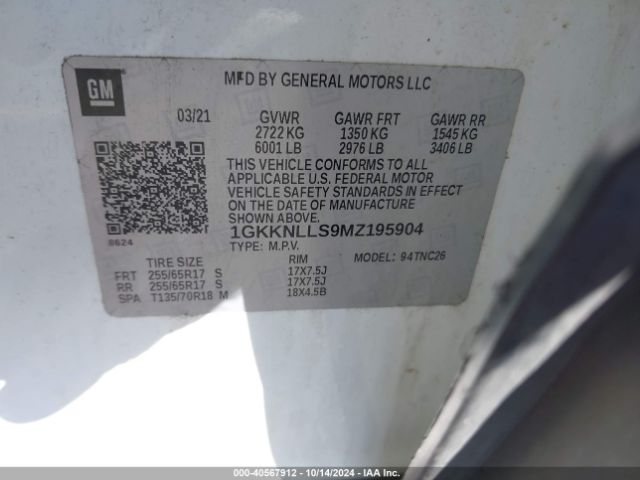 GM
MFD BY GENERAL MOTORS LLC
03/21 GVWR GAWR FRT GAWR RR
2722 KG 1350 KG 1545 KG
6001 LB 2976 LB 3406 LB
THIS VEHICLE CONFORMS TO ALL
APPLICABLE U.S. FEDERAL MOTOR
VEHICLE SAFETY STANDARDS IN EFFECT
ON THE DATE OF MANUFACTURE
SHOWN ABOVE.
8624
1GKKNLLS9MZ195904
TYPE: M.P.V. MODEL: 94TNC26
TIRE SIZE RIM
FRT 255/65R17 S 17X7.5J
RR 255/65R17 S 17X7.5J
SPA T135/70R18 M 18X4.5B
000-40567912 - 10/14/2024 - IAA Inc.